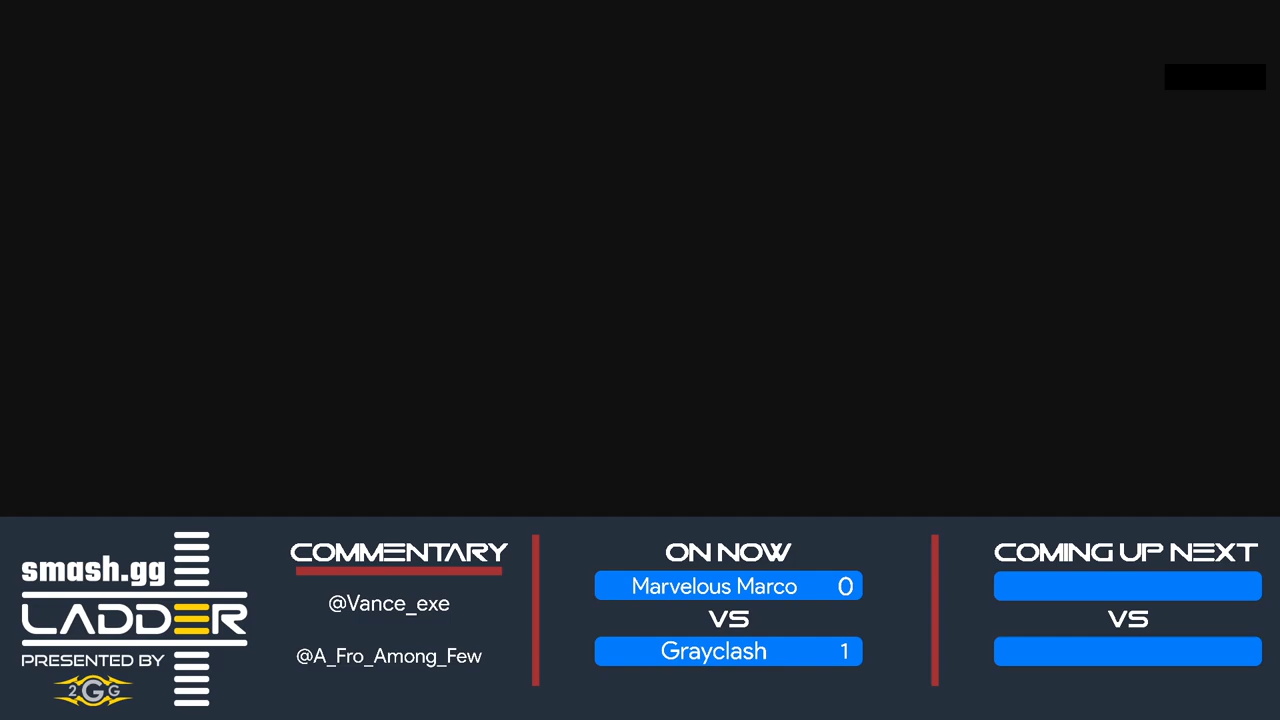 smash.gg
LADDER
PRESENTED BY
2GG
COMMENTARY
@Vance_exe
@A_Fro_Among_Few
ON NOW
Marvelous Marco 0
VS
Grayclash 1
COMING UP NEXT
VS